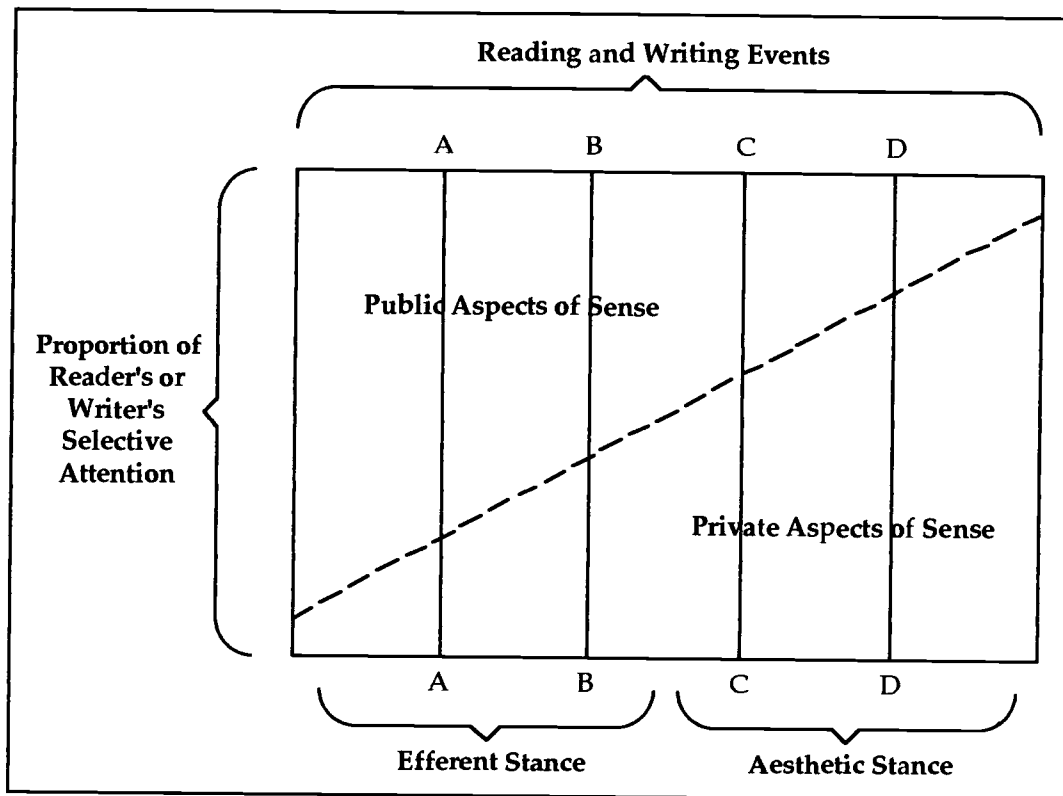 Reading and Writing Events
A B C D
Public Aspects of Sense
Proportion of
Reader's or
Writer's
Selective
Attention
Private Aspects of Sense
A B C D
Efferent Stance
Aesthetic Stance